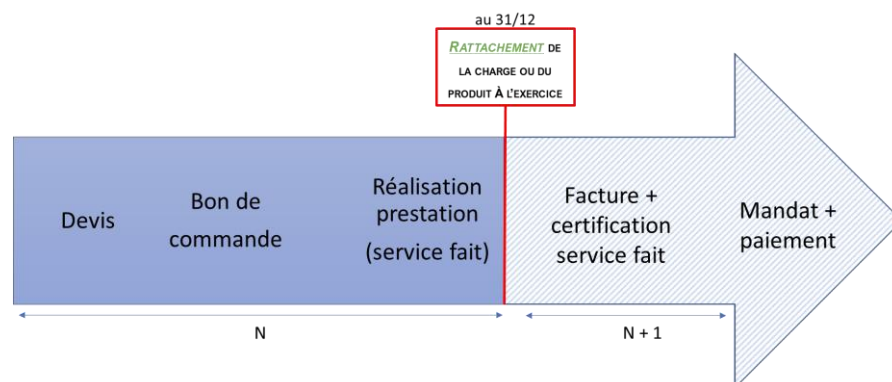 au 31/12
RATTACHEMENT DE
LA CHARGE OU DU
PRODUIT À L'EXERCICE
Devis
Bon de
commande
Réalisation
prestation
(service fait)
Facture +
certification
service fait
Mandat +
paiement
N
N + 1